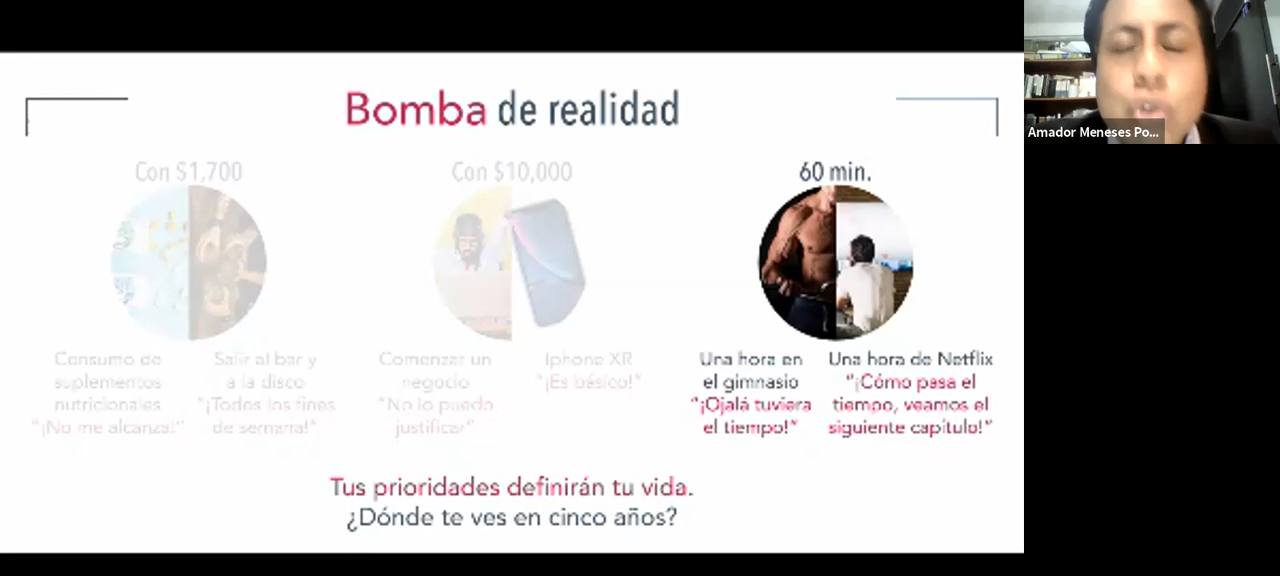 Bomba de realidad
Con $1,700
Consumo de
suplementos
nutricionales
"¡No me alcanza!"
Salir al bar y
a la disco
"¡Todos los fines
de semana!"
Con $10,000
Comenzar un
negocio
"No lo puedo
justificar"
Iphone XR
"¡Es básico!"
60 min.
Una hora en
el gimnasio
"¡Ojalá tuviera
el tiempo!"
Una hora de Netflix
"¡Cómo pasa el
tiempo, veamos el
siguiente capítulo!"
Tus prioridades definirán tu vida.
¿Dónde te ves en cinco años?
Amador Meneses Po...